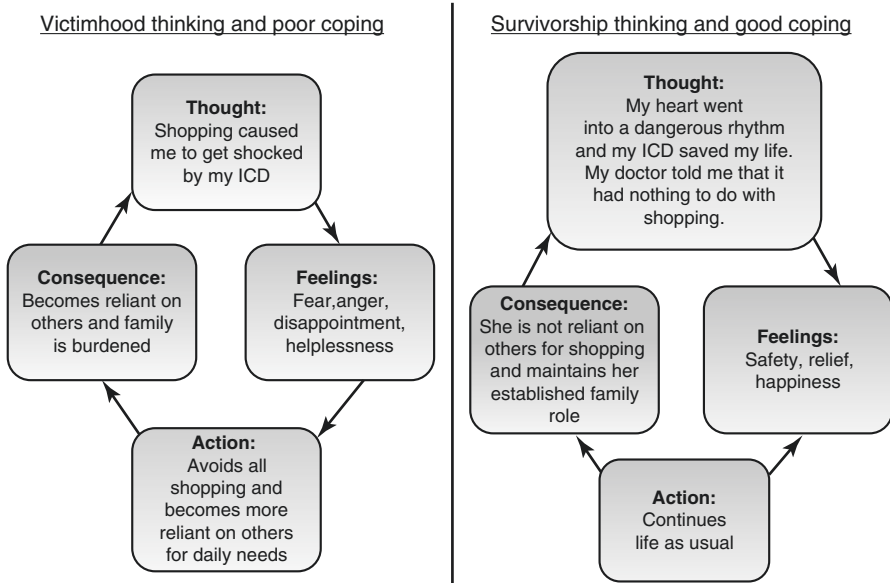 Victimhood thinking and poor coping
Thought:
Shopping caused
me to get shocked
by my ICD
Consequence:
Becomes reliant on
others and family
is burdened
Feelings:
Fear,anger,
disappointment,
helplessness
Action:
Avoids all
shopping and
becomes more
reliant on others
for daily needs
Survivorship thinking and good coping
Thought:
My heart went
into a dangerous rhythm
and my ICD saved my life.
My doctor told me that it
had nothing to do with
shopping.
Consequence:
She is not reliant on
others for shopping
and maintains her
established family
role
Feelings:
Safety, relief,
happiness
Action:
Continues
life as usual